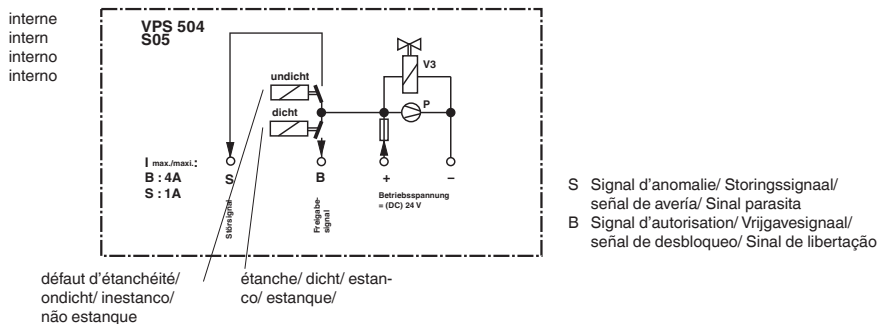 interne
intern
interno
interno
VPS 504
S05
V3
undicht
P
dicht
I max./maxi.:
B : 4A
S : 1A
S
B
+
–
Störsignal
Freigabe-
signal
Betriebsspannung
= (DC) 24 V
S Signal d'anomalie/ Storingssignaal/
señal de avería/ Sinal parasita
B Signal d'autorisation/ Vrijgavesignaal/
señal de desbloqueo/ Sinal de libertação
défaut d'étanchéité/
ondicht/ inestanco/
não estanque
étanche/ dicht/ estan-
co/ estanque/